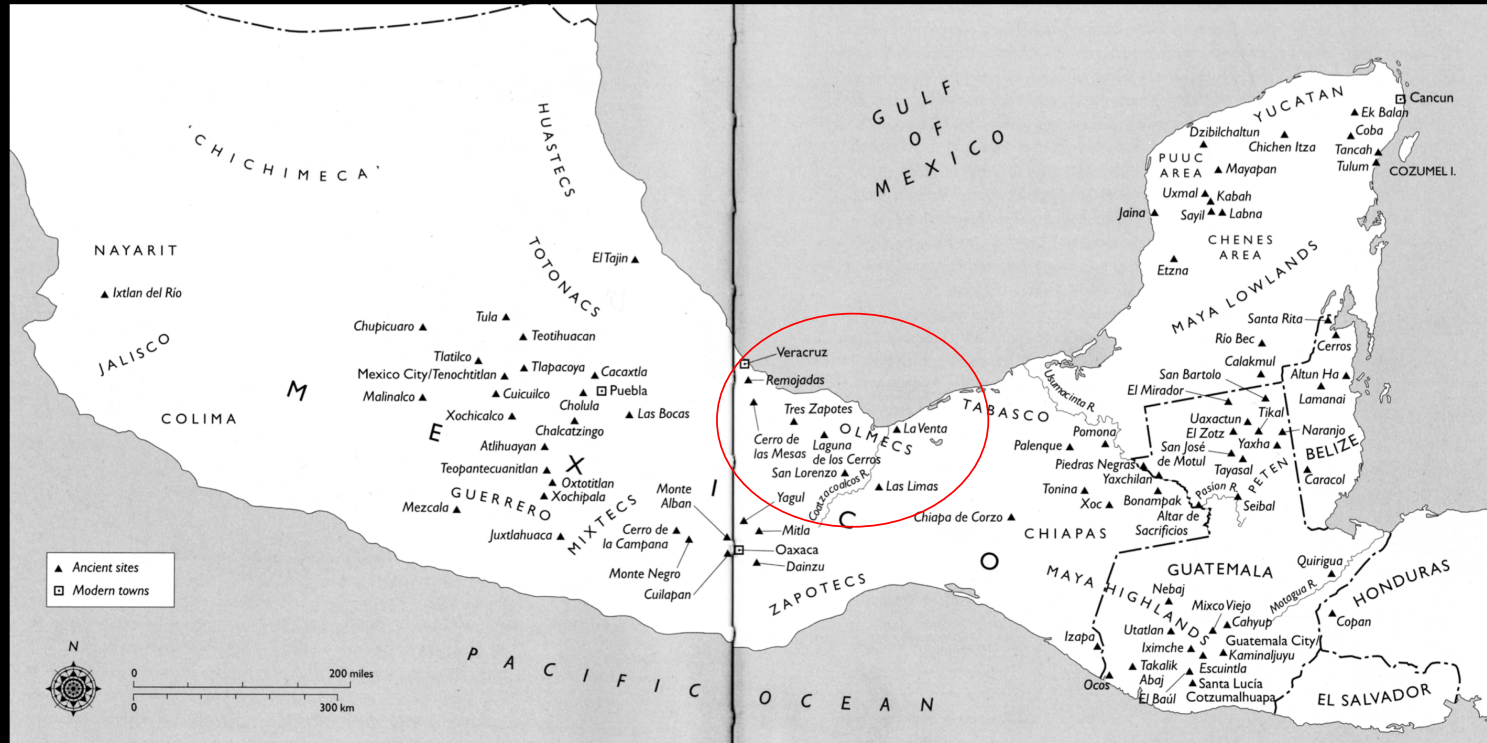 GULF
OF
MEXICO
'CHICHIMECA'
HUASTECS
NAYARIT
Ixtlan del Río
JALISCO
COLIMA
TOTONACS
El Tajin
Chupicuaro
Tula
Teotihuacan
Tlatilco
Tlapacoya
Mexico City/Tenochtitlan
Cacaxtla
Puebla
Malinalco
Cuicuilco
Cholula
Xochicalco
Las Bocas
Chalcatzingo
Atlihuayan
Teopantecuanitlan
Oxtotitlan
Xochipala
GUERRERO
Mezcala
Juxtlahuaca
MIXTECS
Cerro de
la Campana
Monte
Alban
Monte Negro
Cuilapan
MEXICO
Veracruz
Remojadas
Tres Zapotes
Cerro de
las Mesas
Laguna
de los Cerros
OLMECS
La Venta
San Lorenzo
Las Limas
Coatzacoalcos R.
Yagul
Mitla
Oaxaca
Dainzu
ZAPOTECS
TABASCO
Usumacinta R.
Palenque
Pomona
Piedras Negras
Yaxchilan
Tonina
Xoc
Bonampak
Altar de
Sacrificios
Chiapa de Corzo
CHIAPAS
YUCATAN
Cancun
Ek Balan
Dzibilchaltun
Chichen Itza
Coba
Tancah
Tulum
COZUMEL I.
PUUC
AREA
Mayapan
Uxmal
Kabah
Jaina
Sayil
Labna
CHENES
AREA
Etzna
MAYA LOWLANDS
Santa Rita
Río Bec
Cerros
Calakmul
San Bartolo
Altun Ha
El Mirador
Lamanai
Tikal
Uaxactun
El Zotz
Naranjo
Yaxha
San José
de Motul
Tayasal
PETEN
BELIZE
Caracol
Pasion R.
Seibal
GUATEMALA
Quirigua
HONDURAS
MAYA HIGHLANDS
Nebaj
Motagua R.
Mixco Viejo
Cahyup
Copan
Izapa
Utatlan
Guatemala City/
Kaminaljuyu
Iximche
Takalik
Abaj
Escuintla
Ocos
El Baúl
Santa Lucía
Cotzumalhuapa
EL SALVADOR
PACIFIC OCEAN
Ancient sites
Modern towns
N
0 200 miles
0 300 km